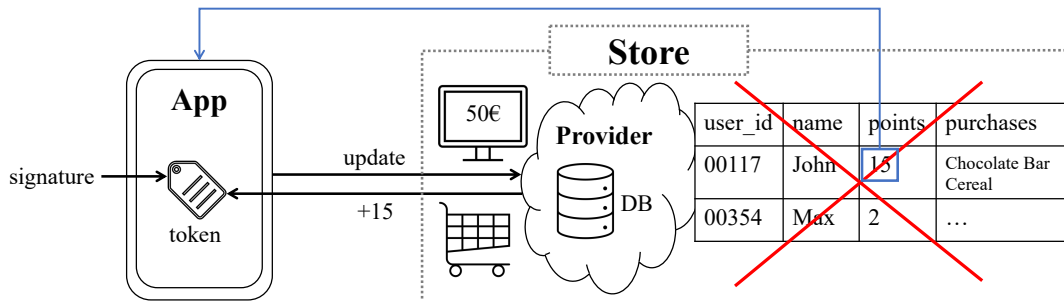 Store
App
50€
Provider
user_id name points purchases
update
00117 John 15 Chocolate Bar
Cereal
signature
+15
DB
token
00354 Max 2 …